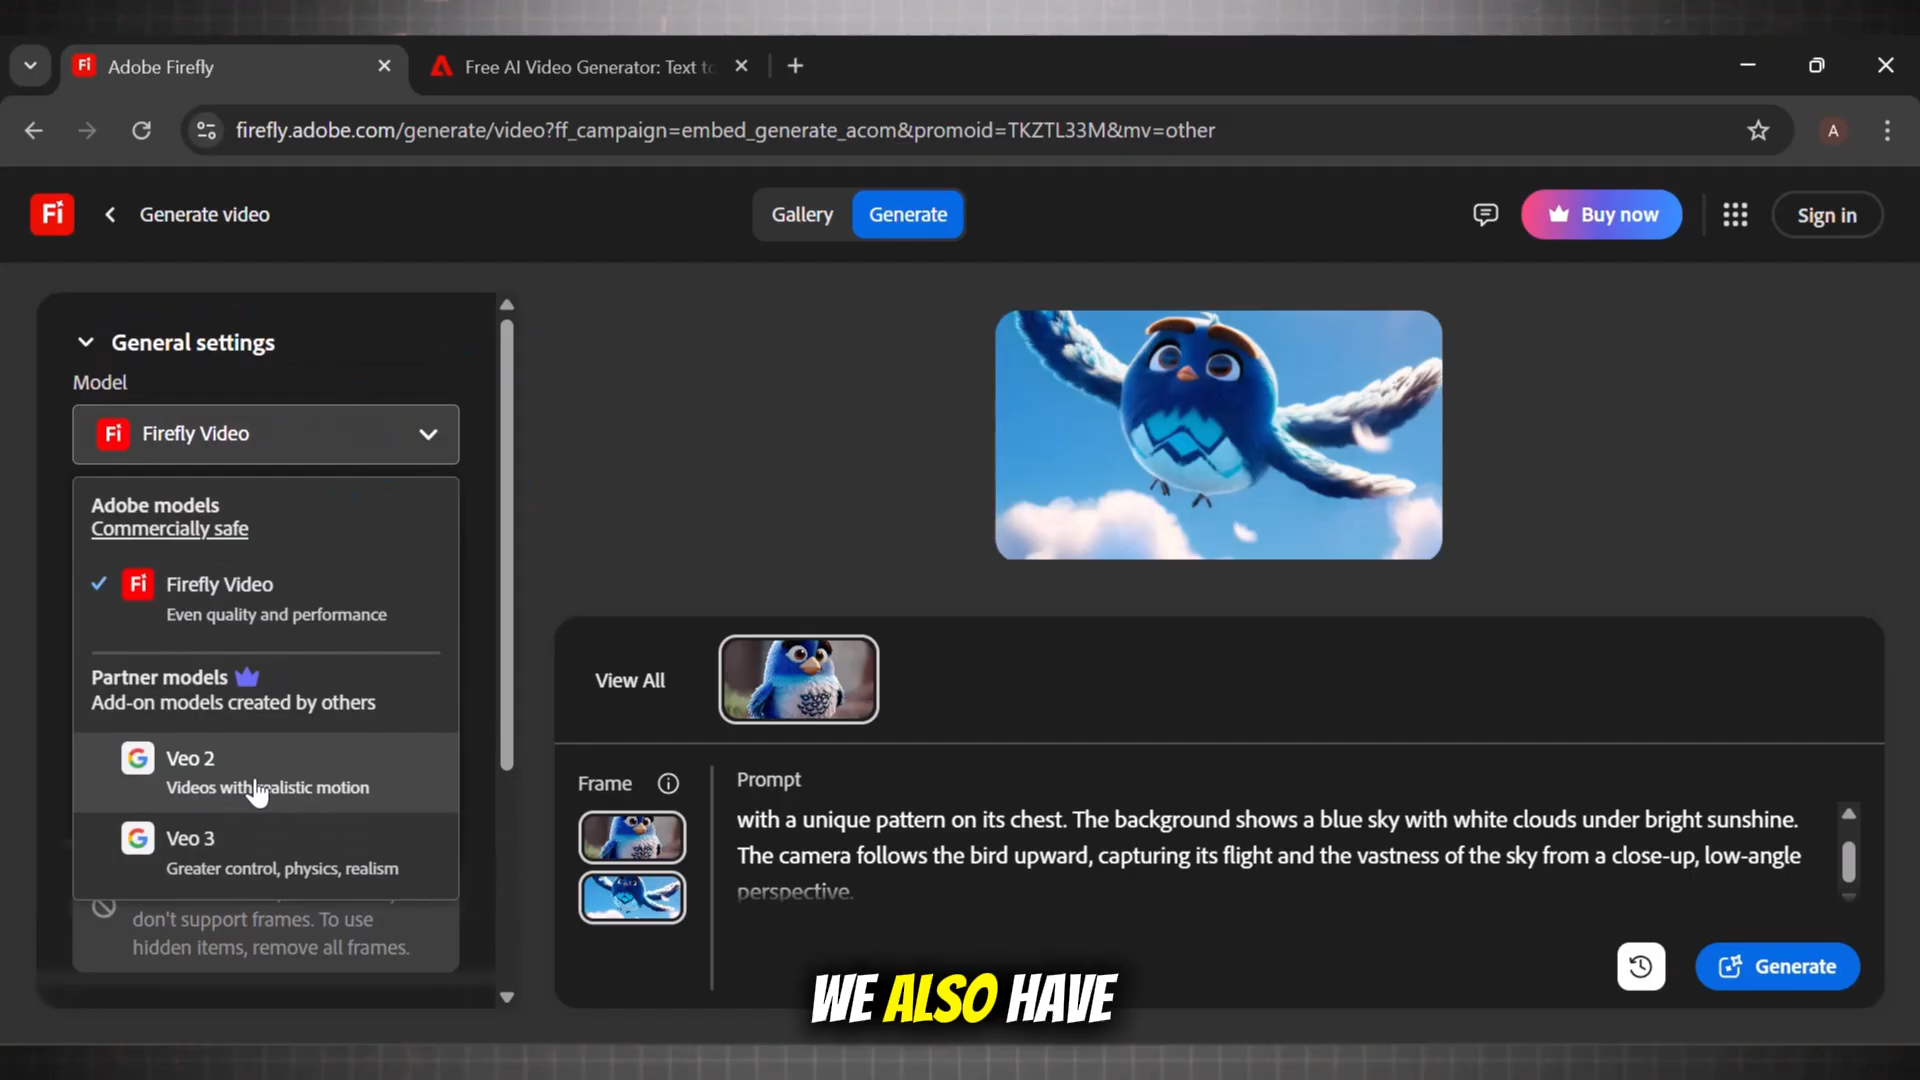 Fi
Adobe Firefly
Free AI Video Generator: Text to
firefly.adobe.com/generate/video?ff_campaign=embed_generate_acom&promoid=TKZTL33M&mv=other
A
Fi
Generate video
Gallery
Generate
Buy now
Sign in
General settings
Model
Fi
Firefly Video
Adobe models
Commercially safe
Fi
Firefly Video
Even quality and performance
Partner models
Add-on models created by others
G
Veo 2
Videos with realistic motion
G
Veo 3
Greater control, physics, realism
don't support frames. To use
hidden items, remove all frames.
View All
Frame
Prompt
with a unique pattern on its chest. The background shows a blue sky with white clouds under bright sunshine.
The camera follows the bird upward, capturing its flight and the vastness of the sky from a close-up, low-angle
perspective.
Generate
WE ALSO HAVE